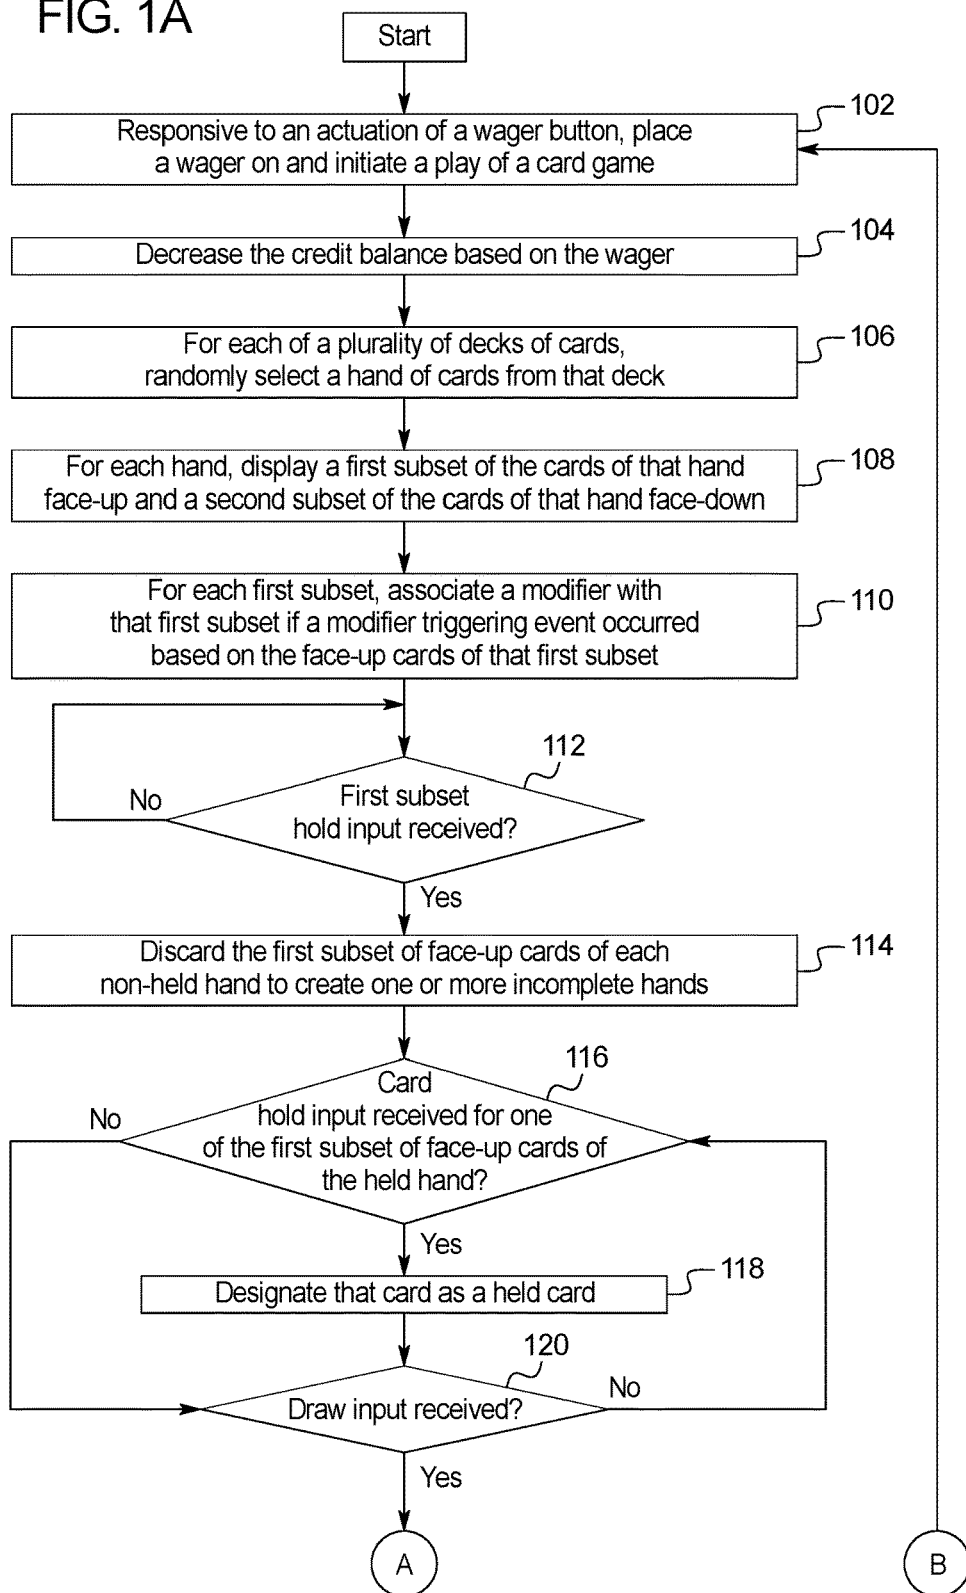 FIG. 1A
Start
102
Responsive to an actuation of a wager button, place
a wager on and initiate a play of a card game
104
Decrease the credit balance based on the wager
106
For each of a plurality of decks of cards,
randomly select a hand of cards from that deck
108
For each hand, display a first subset of the cards of that hand
face-up and a second subset of the cards of that hand face-down
110
For each first subset, associate a modifier with
that first subset if a modifier triggering event occurred
based on the face-up cards of that first subset
112
First subset
hold input received?
No
Yes
114
Discard the first subset of face-up cards of each
non-held hand to create one or more incomplete hands
116
Card
hold input received for one
of the first subset of face-up cards of
the held hand?
No
Yes
118
Designate that card as a held card
120
Draw input received?
No
Yes
A
B